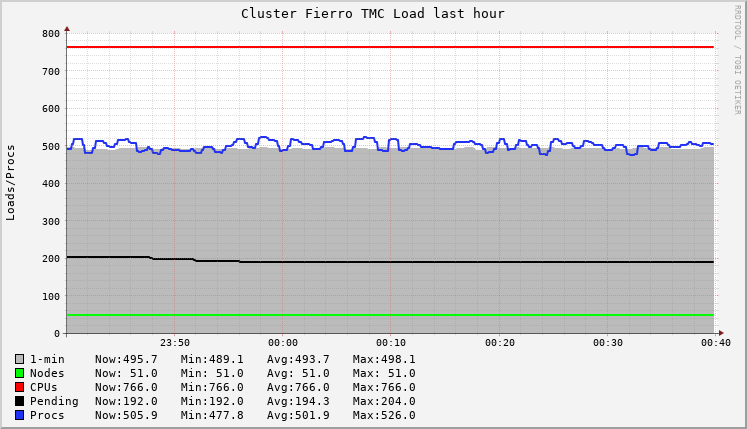 Cluster Fierro TMC Load last hour
RRDTOOL / TOBI OETIKER
Loads/Procs
800
700
600
500
400
300
200
100
0
23:50 00:00 00:10 00:20 00:30 00:40
1-min Now:495.7 Min:489.1 Avg:493.7 Max:498.1
Nodes Now: 51.0 Min: 51.0 Avg: 51.0 Max: 51.0
CPUs Now:766.0 Min:766.0 Avg:766.0 Max:766.0
Pending Now:192.0 Min:192.0 Avg:194.3 Max:204.0
Procs Now:505.9 Min:477.8 Avg:501.9 Max:526.0